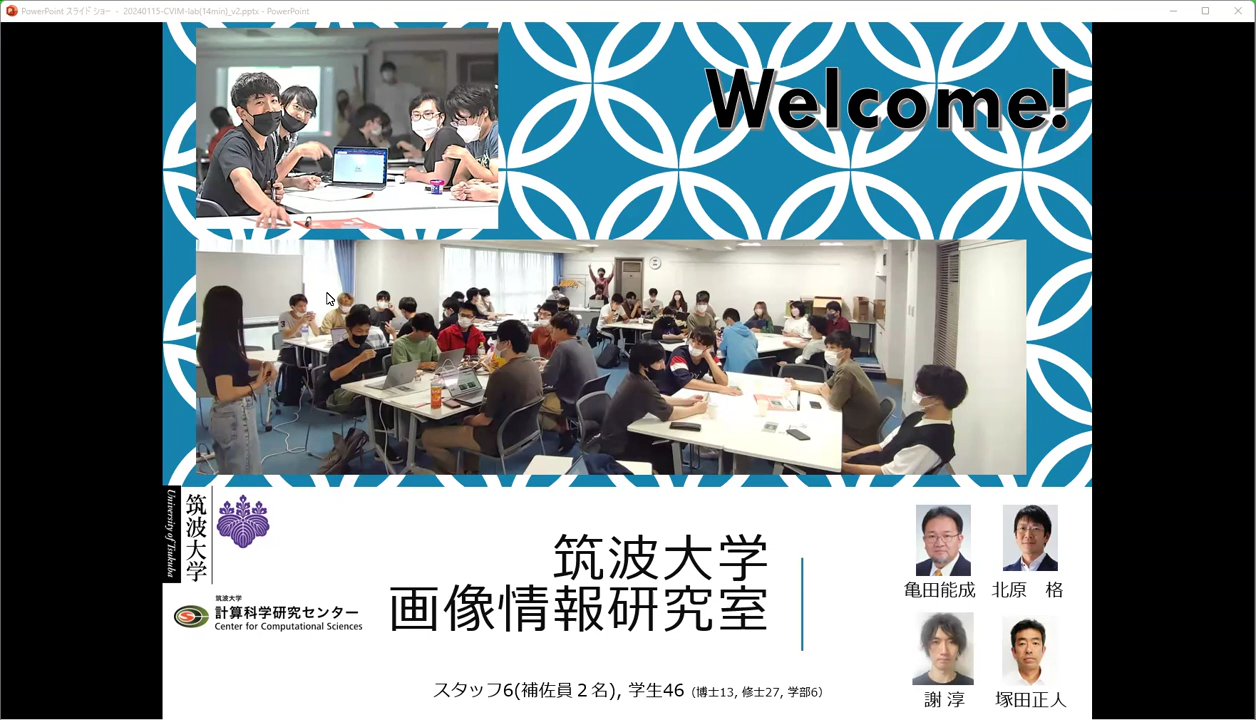 PowerPoint スライド ショー - 20240115-CVIM-lab(14min)_v2.pptx - PowerPoint
Welcome!
University of Tsukuba
筑波大学
筑波大学
計算科学研究センター
Center for Computational Sciences
筑波大学
画像情報研究室
スタッフ6(補佐員２名), 学生46 (博士13, 修士27, 学部6)
亀田能成
北原 格
謝 淳
塚田正人